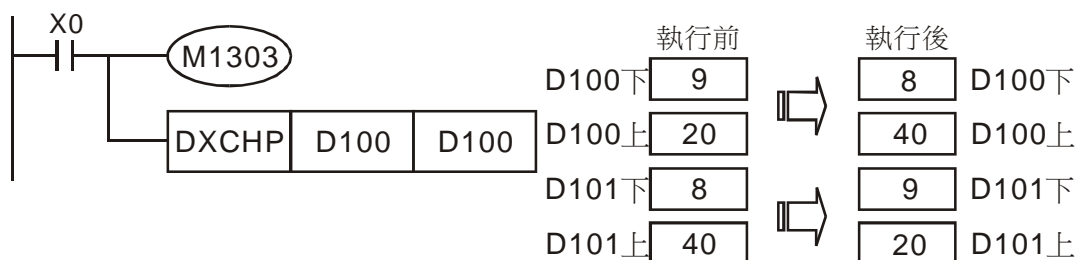 X0
M1303
DXCHP D100 D100
執行前 執行後
D100下 9 8 D100下
D100上 20 40 D100上
D101下 8 9 D101下
D101上 40 20 D101上